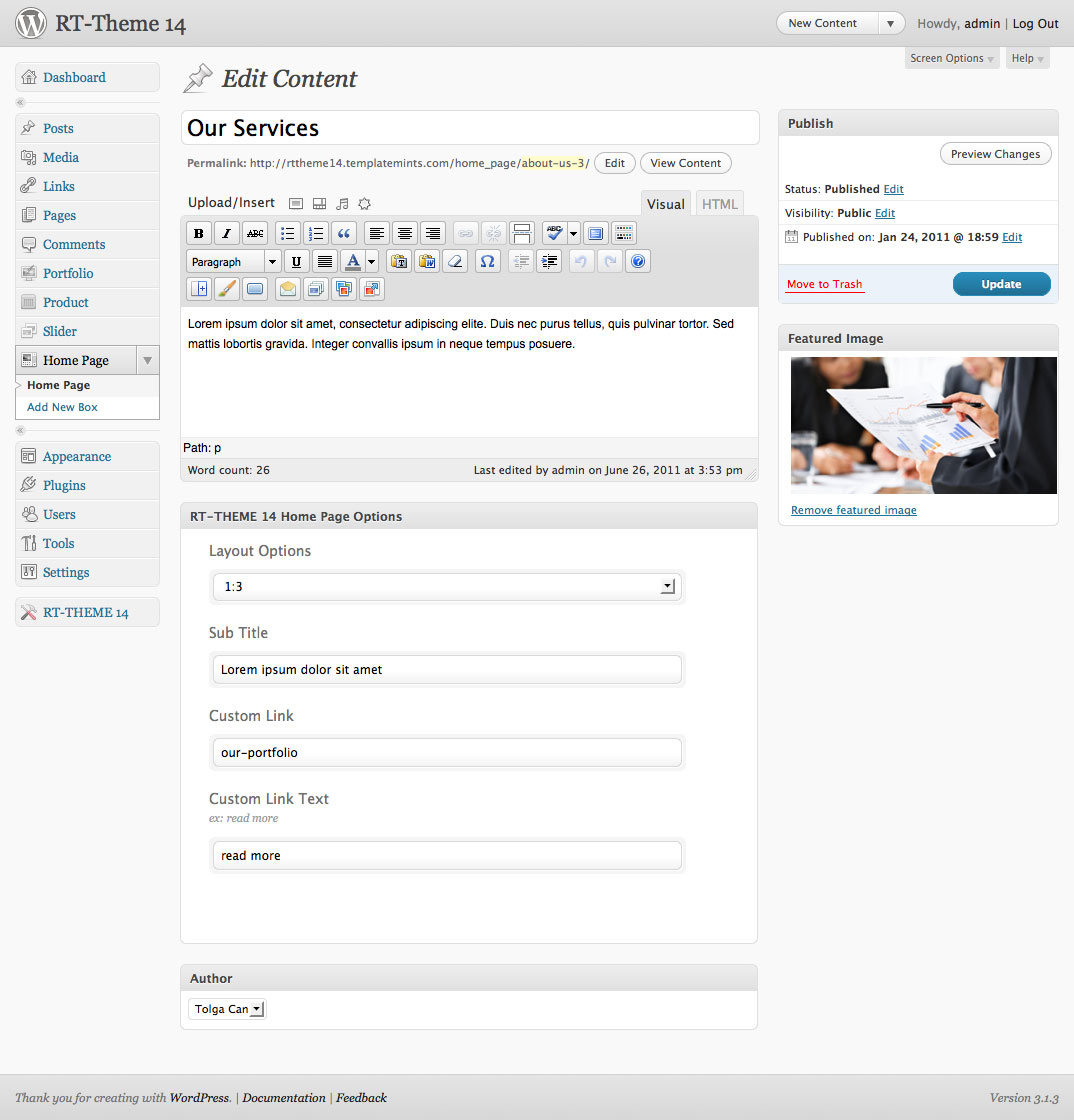 RT-Theme 14
New Content
Howdy, admin | Log Out
Screen Options
Help
Dashboard
Posts
Media
Links
Pages
Comments
Portfolio
Product
Slider
Home Page
Home Page
Add New Box
Appearance
Plugins
Users
Tools
Settings
RT-THEME 14
Edit Content
Our Services
Permalink: http://rttheme14.templatemints.com/home_page/about-us-3/ Edit View Content
Upload/Insert
Visual HTML
B I ABC ABC
Paragraph U A T W Ω
Lorem ipsum dolor sit amet, consectetur adipiscing elite. Duis nec purus tellus, quis pulvinar tortor. Sed
mattis lobortis gravida. Integer convallis ipsum in neque tempus posuere.
Path: p
Word count: 26 Last edited by admin on June 26, 2011 at 3:53 pm
RT-THEME 14 Home Page Options
Layout Options
1:3
Sub Title
Lorem ipsum dolor sit amet
Custom Link
our-portfolio
Custom Link Text
ex: read more
read more
Author
Tolga Can
Publish
Preview Changes
Status: Published Edit
Visibility: Public Edit
Published on: Jan 24, 2011 @ 18:59 Edit
Move to Trash
Update
Featured Image
Remove featured image
Thank you for creating with WordPress. | Documentation | Feedback
Version 3.1.3